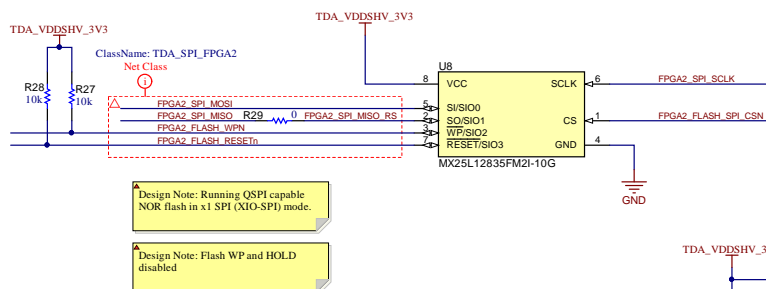 TDA_VDDSHV_3V3
TDA_VDDSHV_3V3
ClassName: TDA_SPI_FPGA2
Net Class
i
R28
10k
R27
10k
U8
8
VCC
SCLK
6
FPGA2_SPI_SCLK
FPGA2_SPI_MOSI
5
SI/SIO0
FPGA2_SPI_MISO
R29
0
FPGA2_SPI_MISO_RS
2
SO/SIO1
CS
1
FPGA2_FLASH_SPI_CSN
FPGA2_FLASH_WPN
3
WP/SIO2
FPGA2_FLASH_RESETn
7
RESET/SIO3
GND
4
MX25L12835FM2I-10G
GND
Design Note: Running QSPI capable
NOR flash in x1 SPI (XIO-SPI) mode.
Design Note: Flash WP and HOLD
disabled
TDA_VDDSHV_3